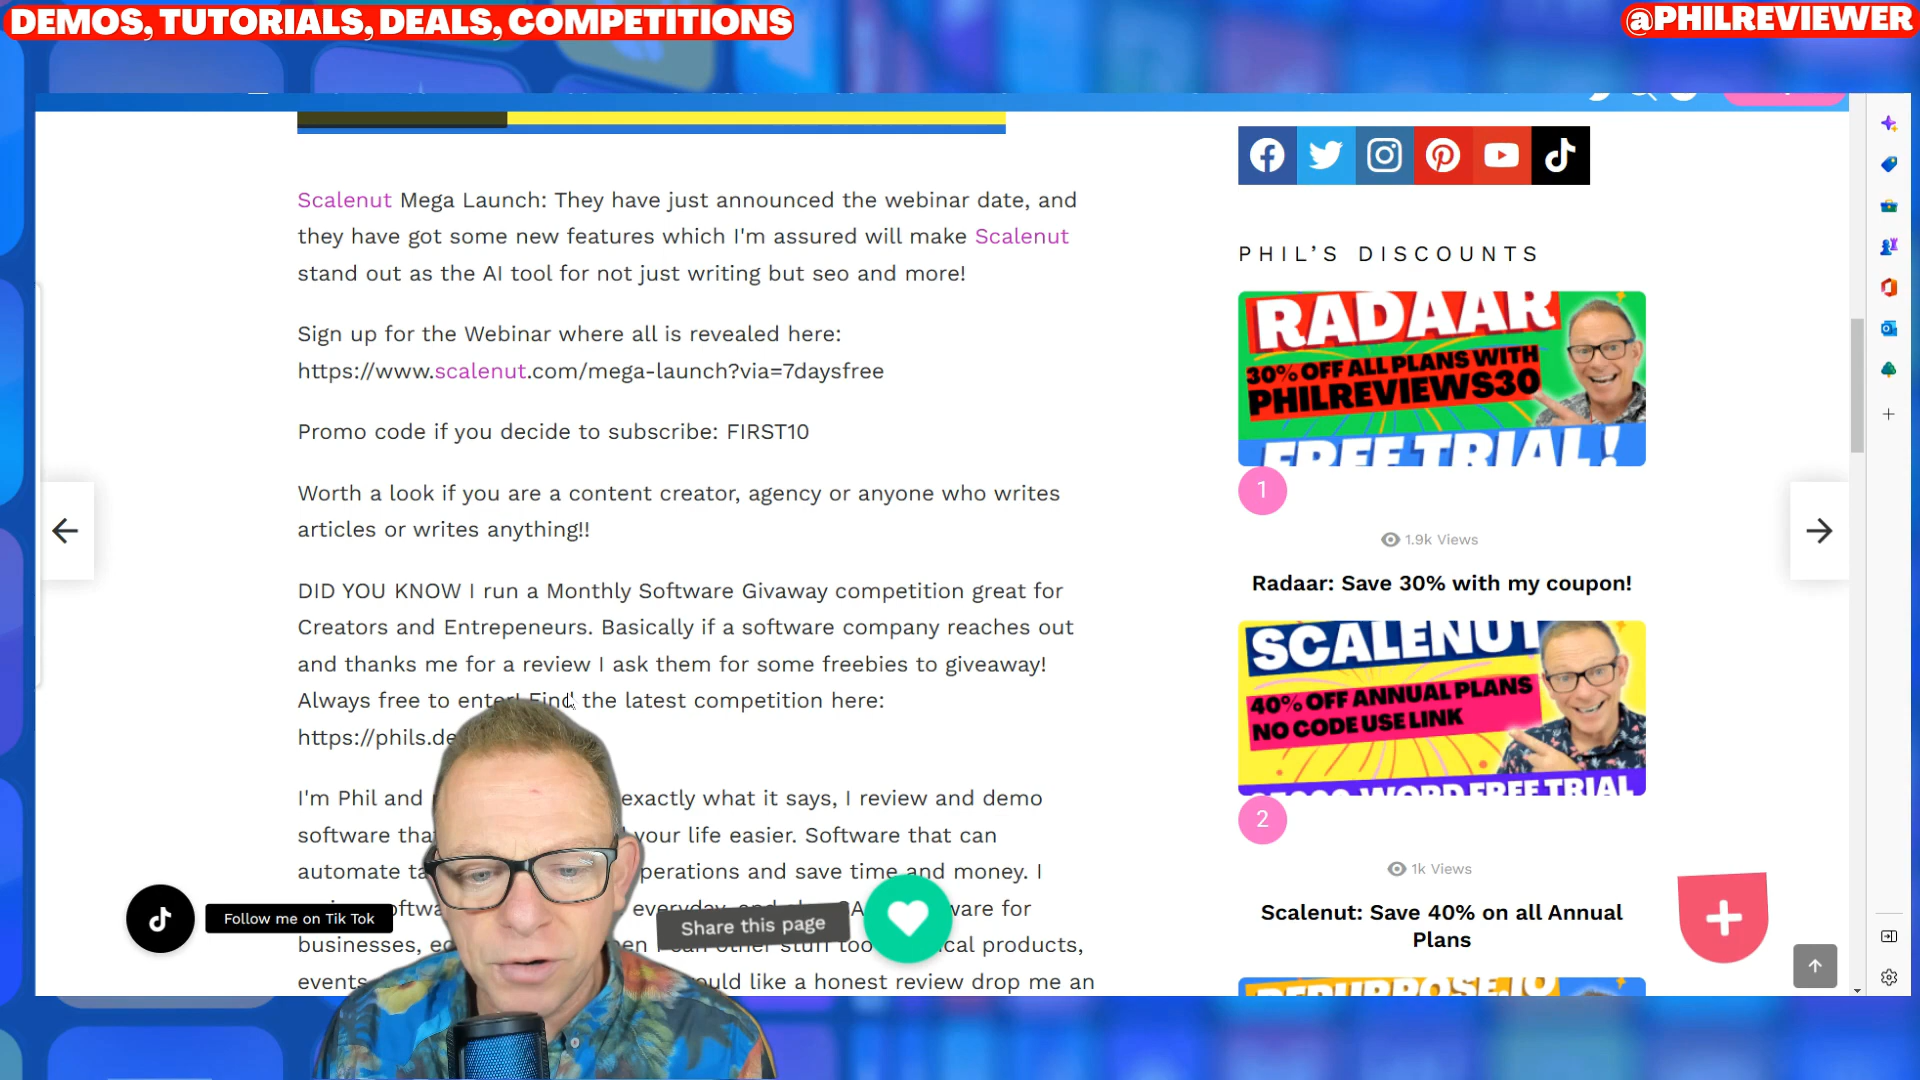 DEMOS, TUTORIALS, DEALS, COMPETITIONS
@PHILREVIEWER
Scalenut Mega Launch: They have just announced the webinar date, and
they have got some new features which I'm assured will make Scalenut
stand out as the AI tool for not just writing but seo and more!
Sign up for the Webinar where all is revealed here:
https://www.scalenut.com/mega-launch?via=7daysfree
Promo code if you decide to subscribe: FIRST10
Worth a look if you are a content creator, agency or anyone who writes
articles or writes anything!!
DID YOU KNOW I run a Monthly Software Givaway competition great for
Creators and Entrepeneurs. Basically if a software company reaches out
and thanks me for a review I ask them for some freebies to giveaway!
Always free to enter! Find the latest competition here:
https://phils.de
I'm Phil and exactly what it says, I review and demo
software tha your life easier. Software that can
automate ta perations and save time and money. I
everyday, ware for
businesses, other stuff too cal products,
events ould like a honest review drop me an
Follow me on Tik Tok
Share this page
PHIL'S DISCOUNTS
RADAAR
30% OFF ALL PLANS WITH
PHILREVIEWS30
FREE TRIAL!
1
1.9k Views
Radaar: Save 30% with my coupon!
SCALENUT
40% OFF ANNUAL PLANS
NO CODE USE LINK
WORD FREE TRIAL
2
1k Views
Scalenut: Save 40% on all Annual
Plans
REPURPOSE.IO